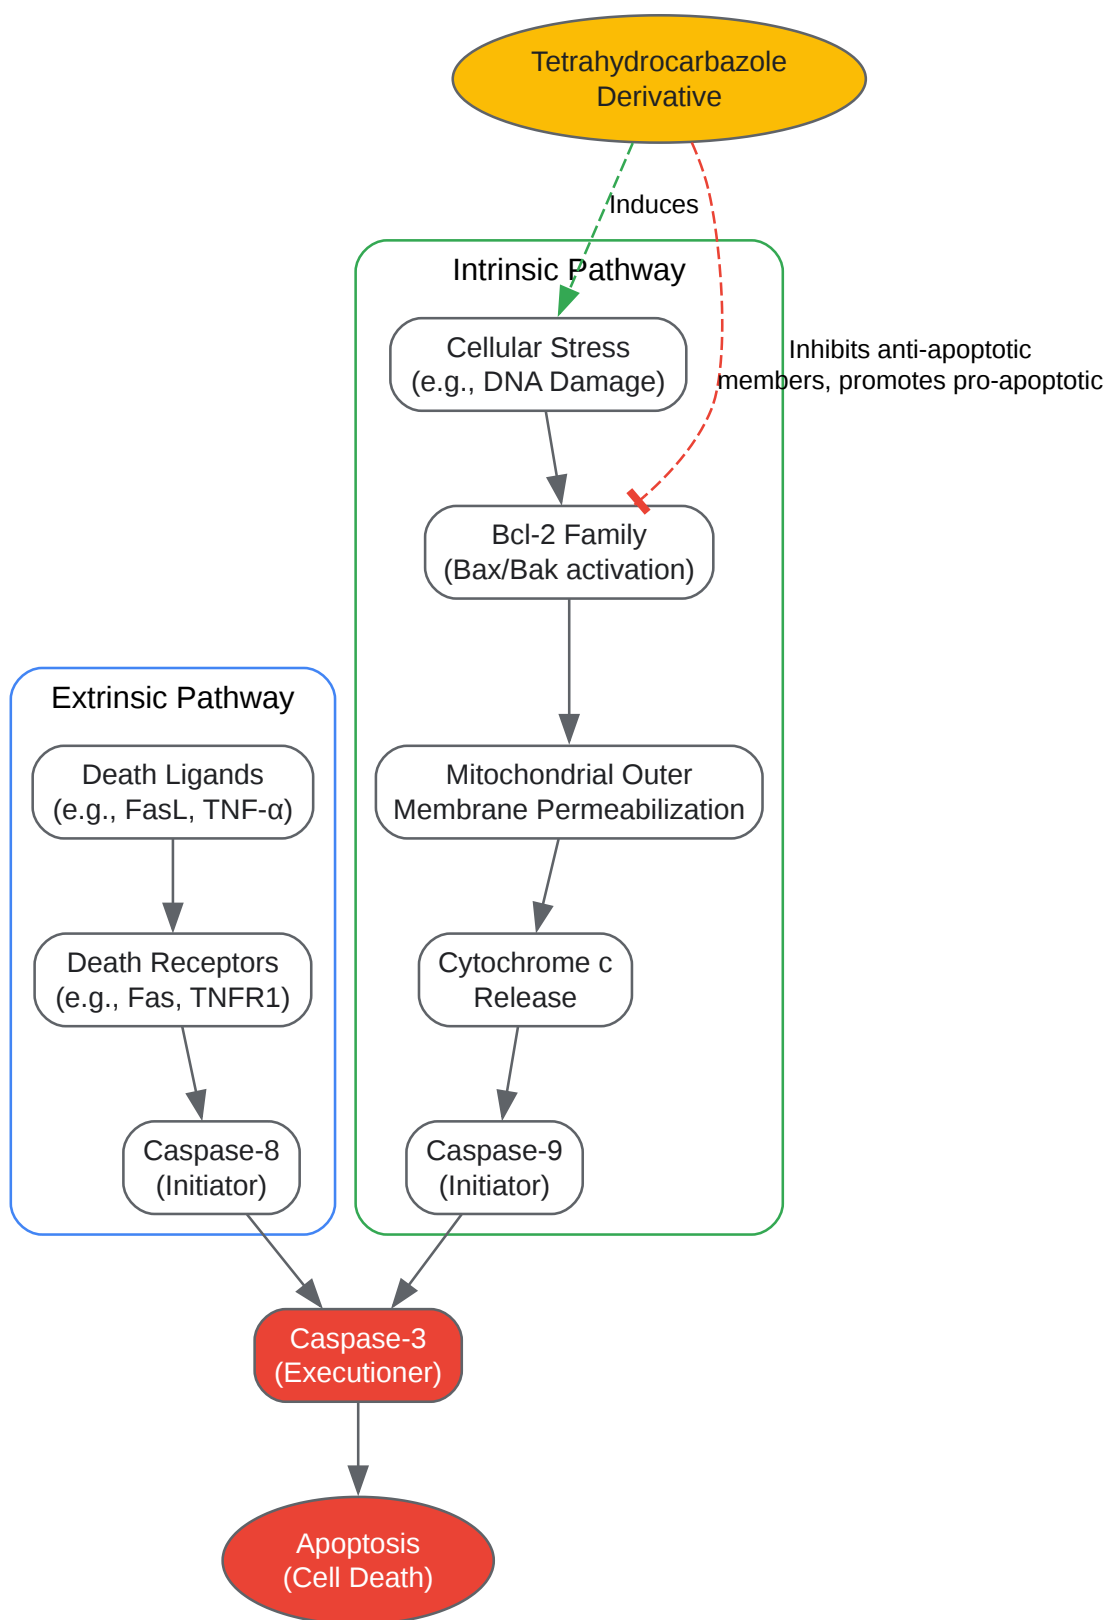 Tetrahydrocarbazole
Derivative
Induces
Intrinsic Pathway
Cellular Stress
(e.g., DNA Damage)
Inhibits anti-apoptotic
members, promotes pro-apoptotic
Bcl-2 Family
(Bax/Bak activation)
Extrinsic Pathway
Death Ligands
(e.g., FasL, TNF-α)
Mitochondrial Outer
Membrane Permeabilization
Death Receptors
(e.g., Fas, TNFR1)
Cytochrome c
Release
Caspase-8
(Initiator)
Caspase-9
(Initiator)
Caspase-3
(Executioner)
Apoptosis
(Cell Death)